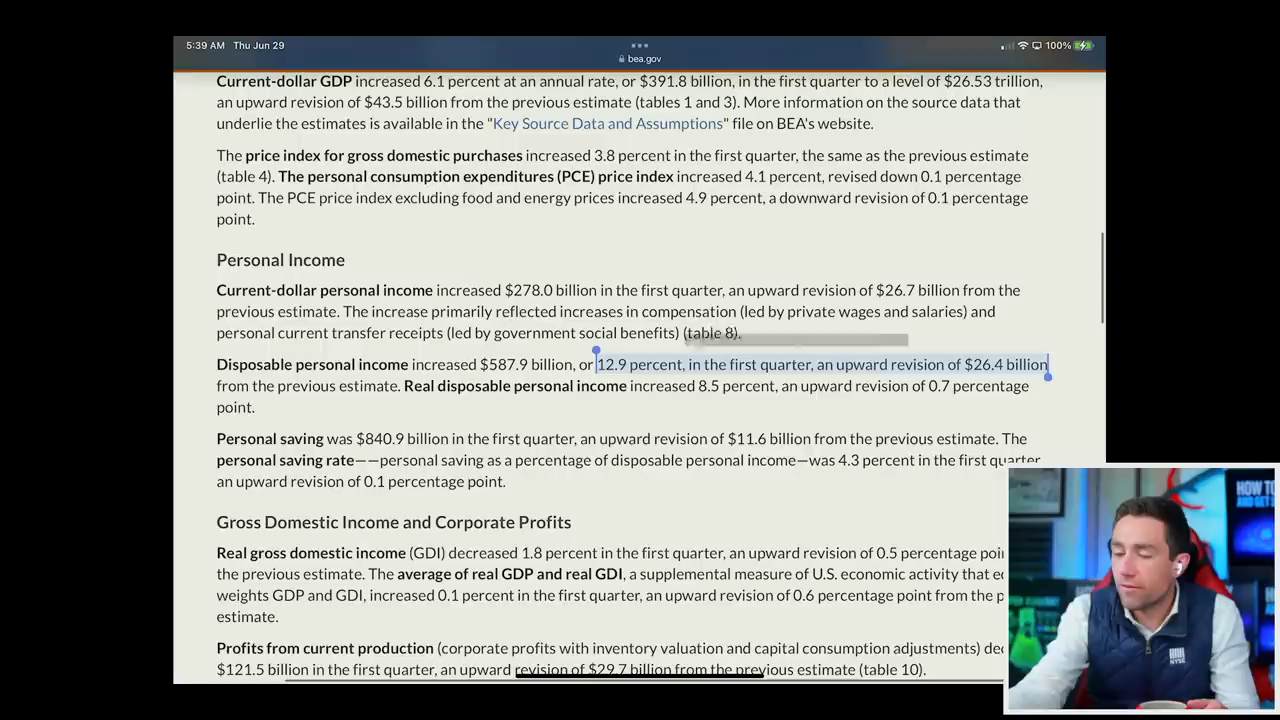 5:39 AM Thu Jun 29
100%
bea.gov
Current-dollar GDP increased 6.1 percent at an annual rate, or $391.8 billion, in the first quarter to a level of $26.53 trillion,
an upward revision of $43.5 billion from the previous estimate (tables 1 and 3). More information on the source data that
underlie the estimates is available in the "Key Source Data and Assumptions" file on BEA's website.
The price index for gross domestic purchases increased 3.8 percent in the first quarter, the same as the previous estimate
(table 4). The personal consumption expenditures (PCE) price index increased 4.1 percent, revised down 0.1 percentage
point. The PCE price index excluding food and energy prices increased 4.9 percent, a downward revision of 0.1 percentage
point.
Personal Income
Current-dollar personal income increased $278.0 billion in the first quarter, an upward revision of $26.7 billion from the
previous estimate. The increase primarily reflected increases in compensation (led by private wages and salaries) and
personal current transfer receipts (led by government social benefits) (table 8).
Disposable personal income increased $587.9 billion, or 12.9 percent, in the first quarter, an upward revision of $26.4 billion
from the previous estimate. Real disposable personal income increased 8.5 percent, an upward revision of 0.7 percentage
point.
Personal saving was $840.9 billion in the first quarter, an upward revision of $11.6 billion from the previous estimate. The
personal saving rate——personal saving as a percentage of disposable personal income—was 4.3 percent in the first quarter,
an upward revision of 0.1 percentage point.
Gross Domestic Income and Corporate Profits
Real gross domestic income (GDI) decreased 1.8 percent in the first quarter, an upward revision of 0.5 percentage poi
the previous estimate. The average of real GDP and real GDI, a supplemental measure of U.S. economic activity that e
weights GDP and GDI, increased 0.1 percent in the first quarter, an upward revision of 0.6 percentage point from the p
estimate.
Profits from current production (corporate profits with inventory valuation and capital consumption adjustments) dec
$121.5 billion in the first quarter, an upward revision of $29.7 billion from the previous estimate (table 10).
HOW TO
AND GET
NYSE